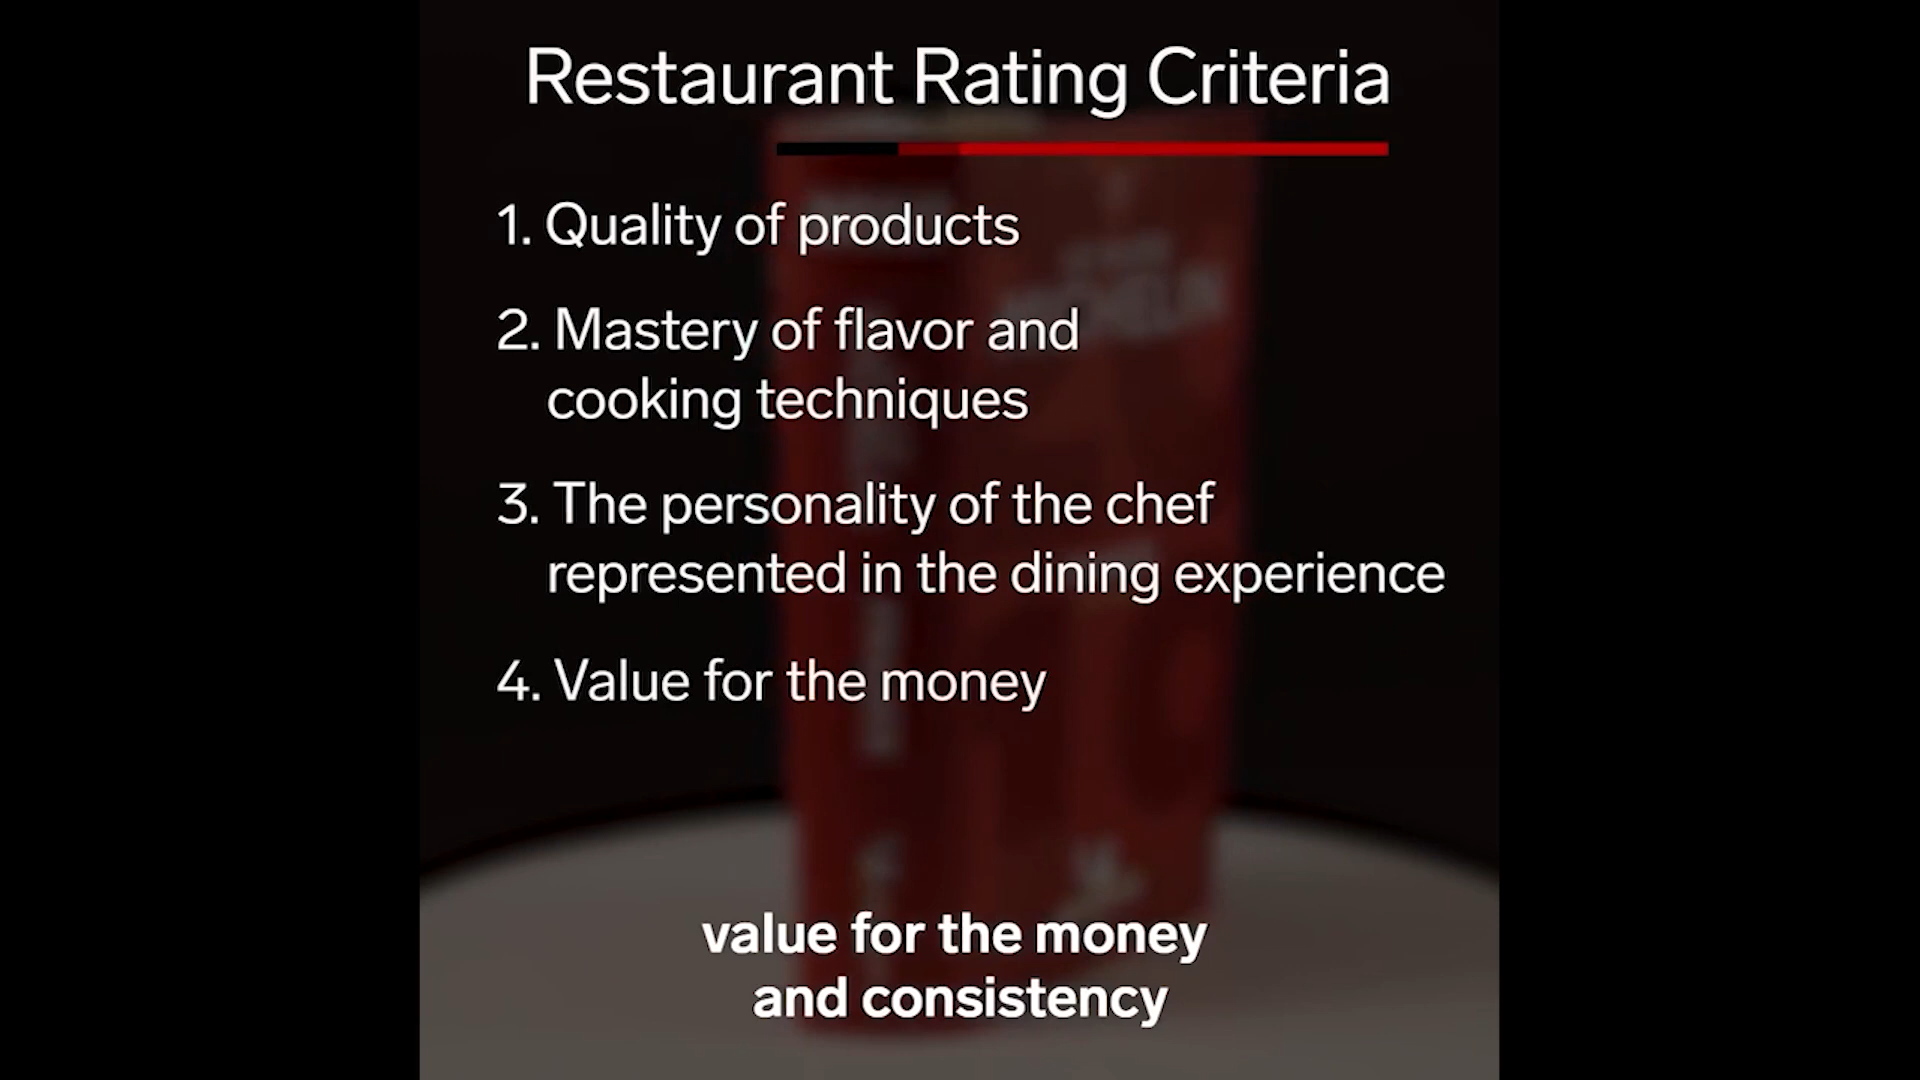 Restaurant Rating Criteria
1. Quality of products
2. Mastery of flavor and
cooking techniques
3. The personality of the chef
represented in the dining experience
4. Value for the money
value for the money
and consistency